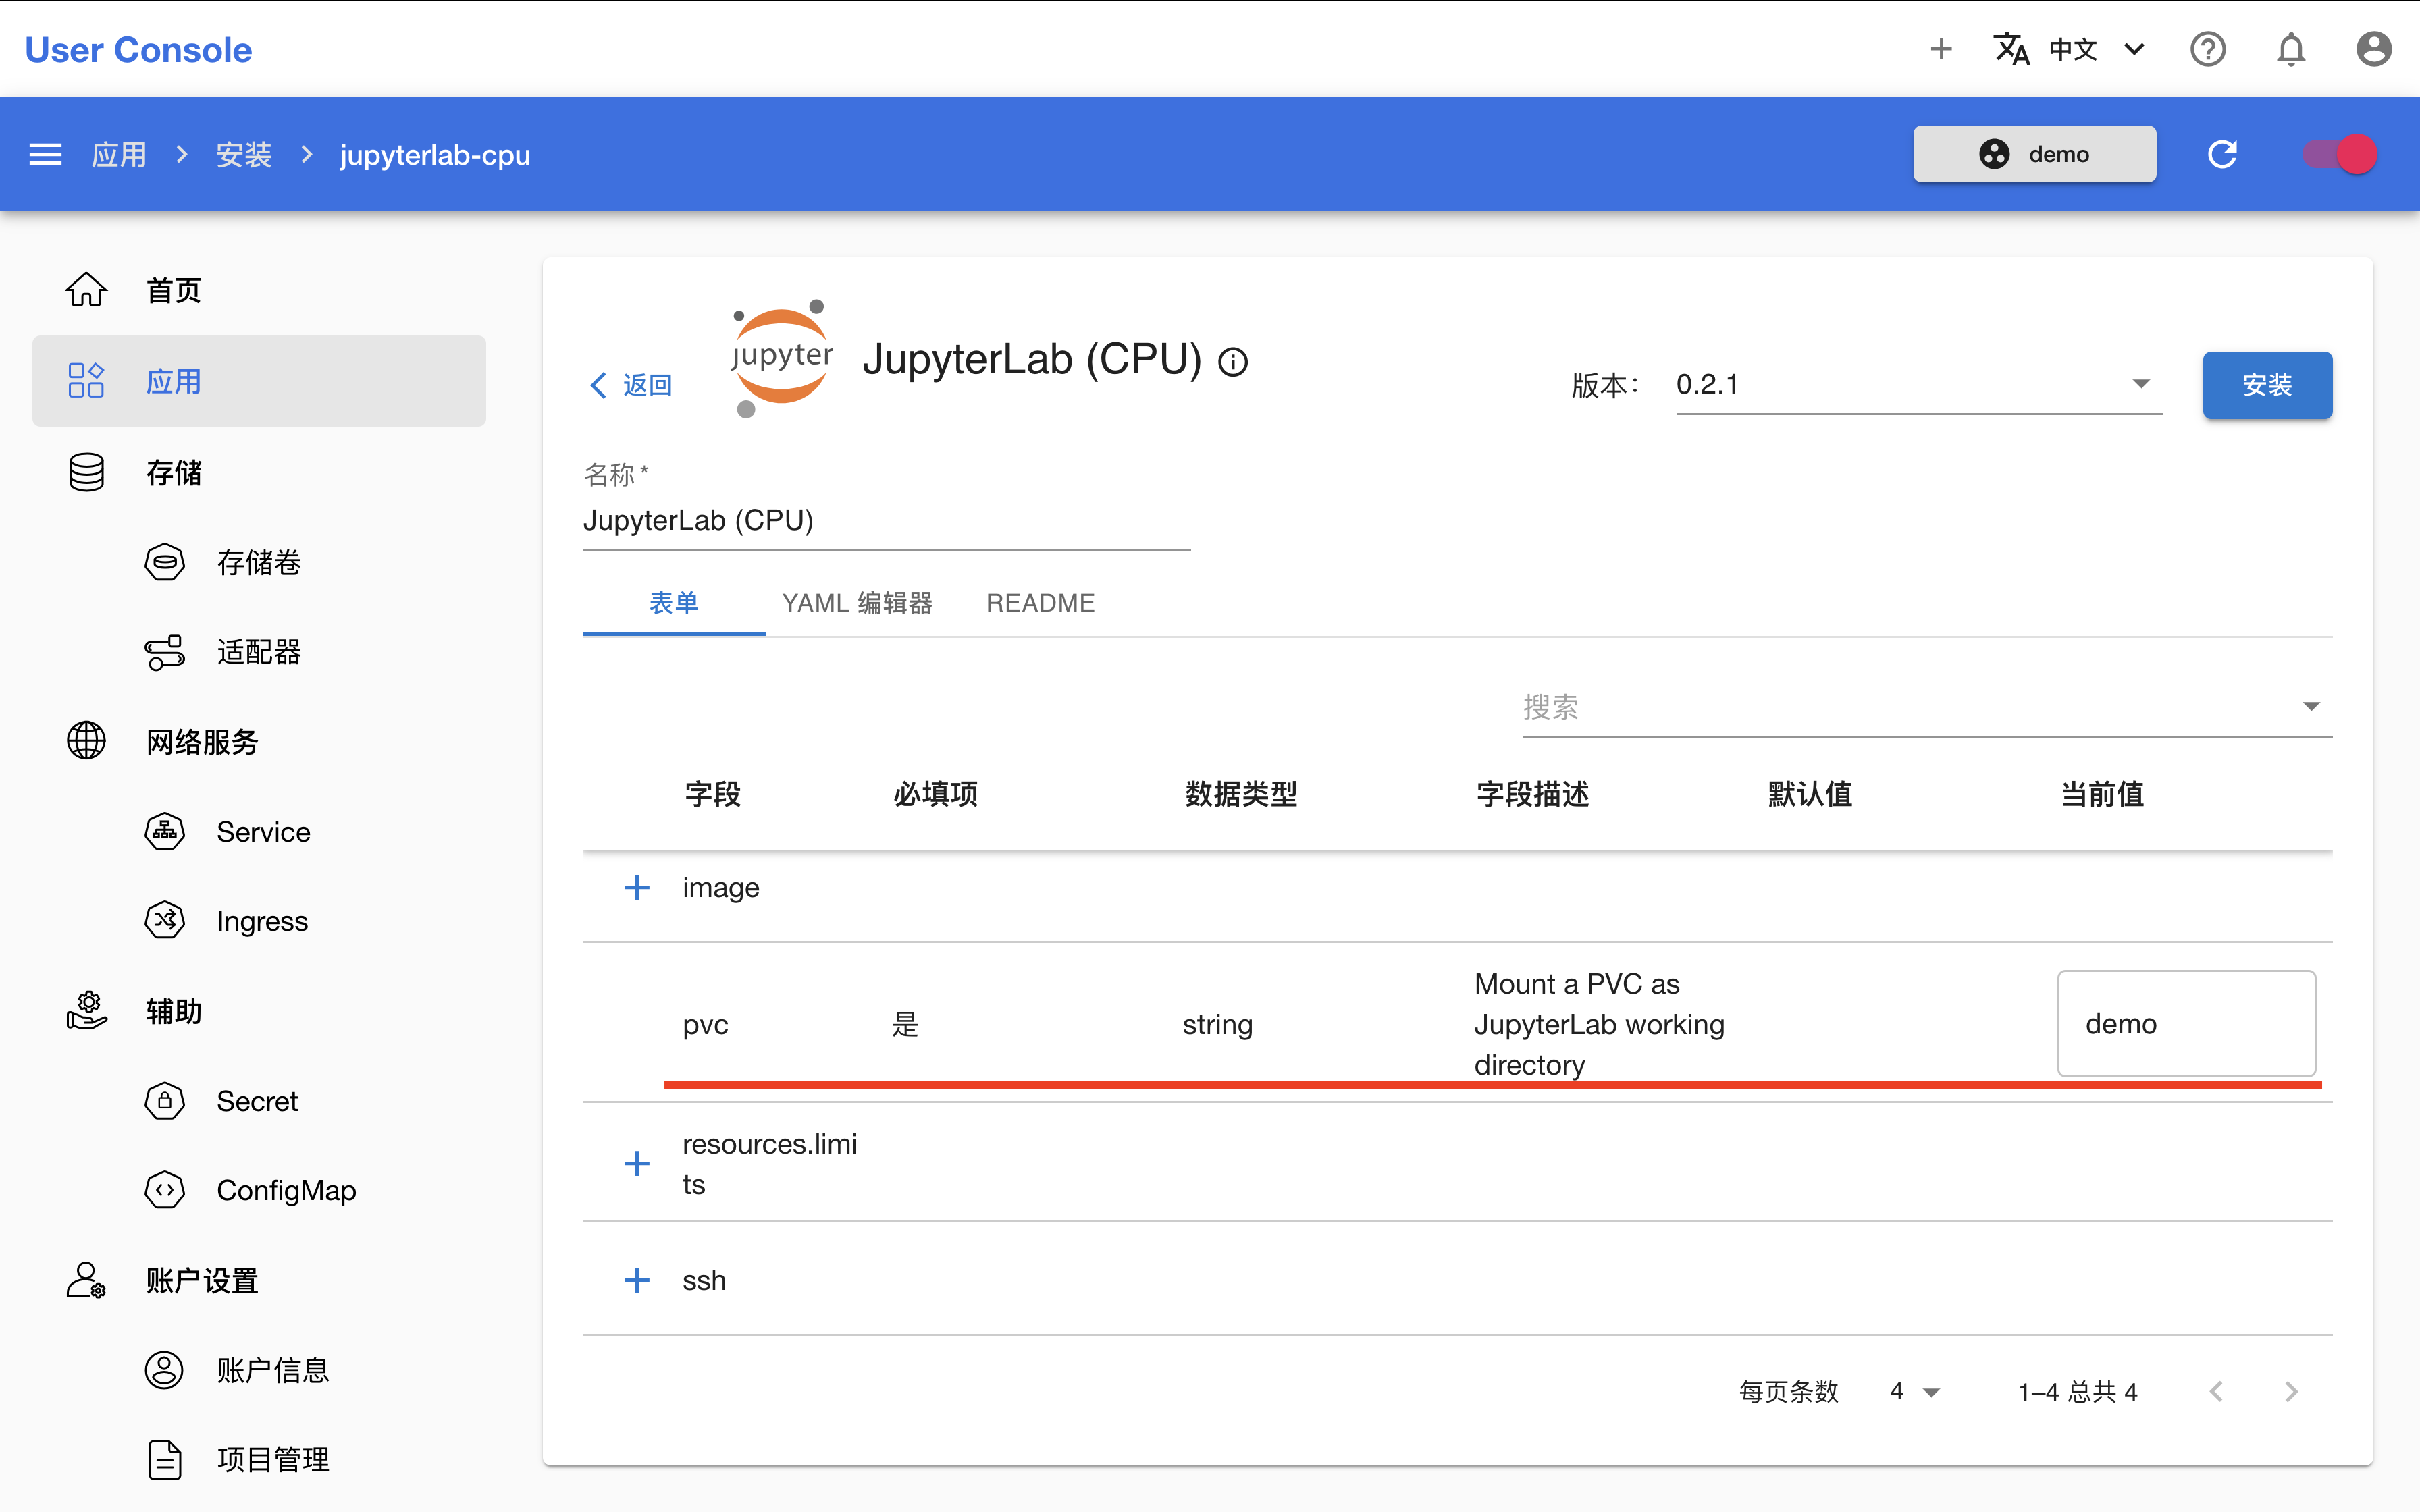 User Console
中文
应用
安装
jupyterlab-cpu
demo
首页
应用
存储
存储卷
适配器
网络服务
Service
Ingress
辅助
Secret
ConfigMap
账户设置
账户信息
项目管理
返回
jupyter
JupyterLab (CPU)
版本：
0.2.1
安装
名称 *
JupyterLab (CPU)
表单
YAML 编辑器
README
搜索
字段
必填项
数据类型
字段描述
默认值
当前值
image
pvc
是
string
Mount a PVC as
JupyterLab working
directory
demo
resources.limi
ts
ssh
每页条数
4
1–4 总共 4